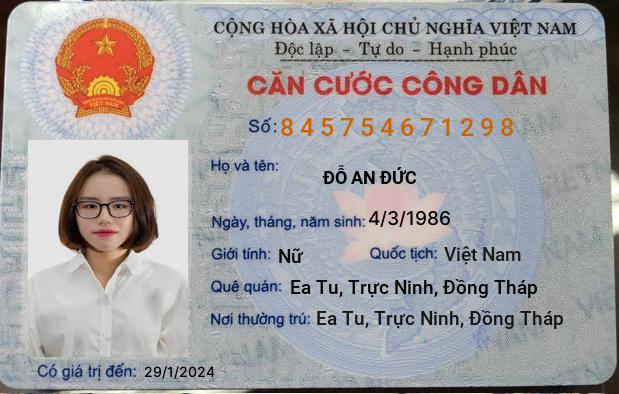 CỘNG HÒA XÃ HỘI CHỦ NGHĨA VIỆT NAM
Độc lập - Tự do - Hạnh phúc
CĂN CƯỚC CÔNG DÂN
Số: 845754671298
Họ và tên:
ĐỖ AN ĐỨC
Ngày, tháng, năm sinh: 4/3/1986
Giới tính: Nữ Quốc tịch: Việt Nam
Quê quán: Ea Tu, Trực Ninh, Đồng Tháp
Nơi thường trú: Ea Tu, Trực Ninh, Đồng Tháp
Có giá trị đến: 29/1/2024
VIỆT NAM